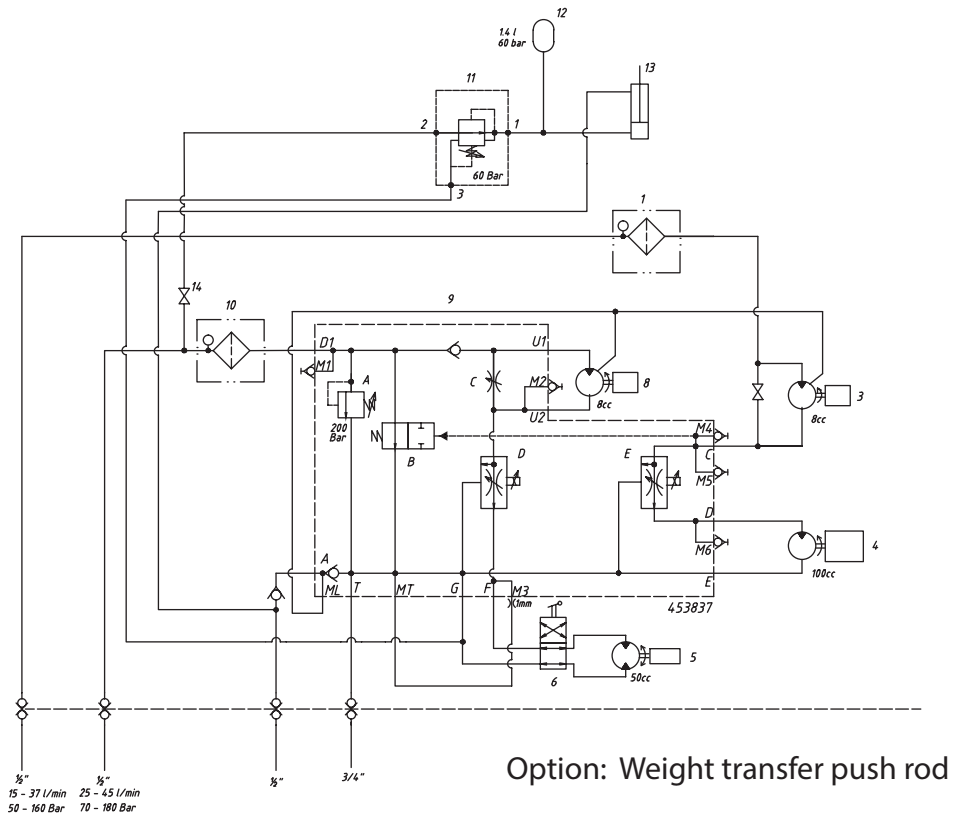 12
1.4 l
60 bar
13
11
2
1
60 Bar
3
1
14
10
9
D1
U1
M1
A
C
M2
8
8cc
U2
3
8cc
200
Bar
B
D
E
M4
C
M5
D
M6
4
100cc
A
ML
T
MT
G
F
M3
E
1mm
453837
5
50cc
6
½"
15 - 37 l/min
50 - 160 Bar
½"
25 - 45 l/min
70 - 180 Bar
½"
3/4"
Option: Weight transfer push rod